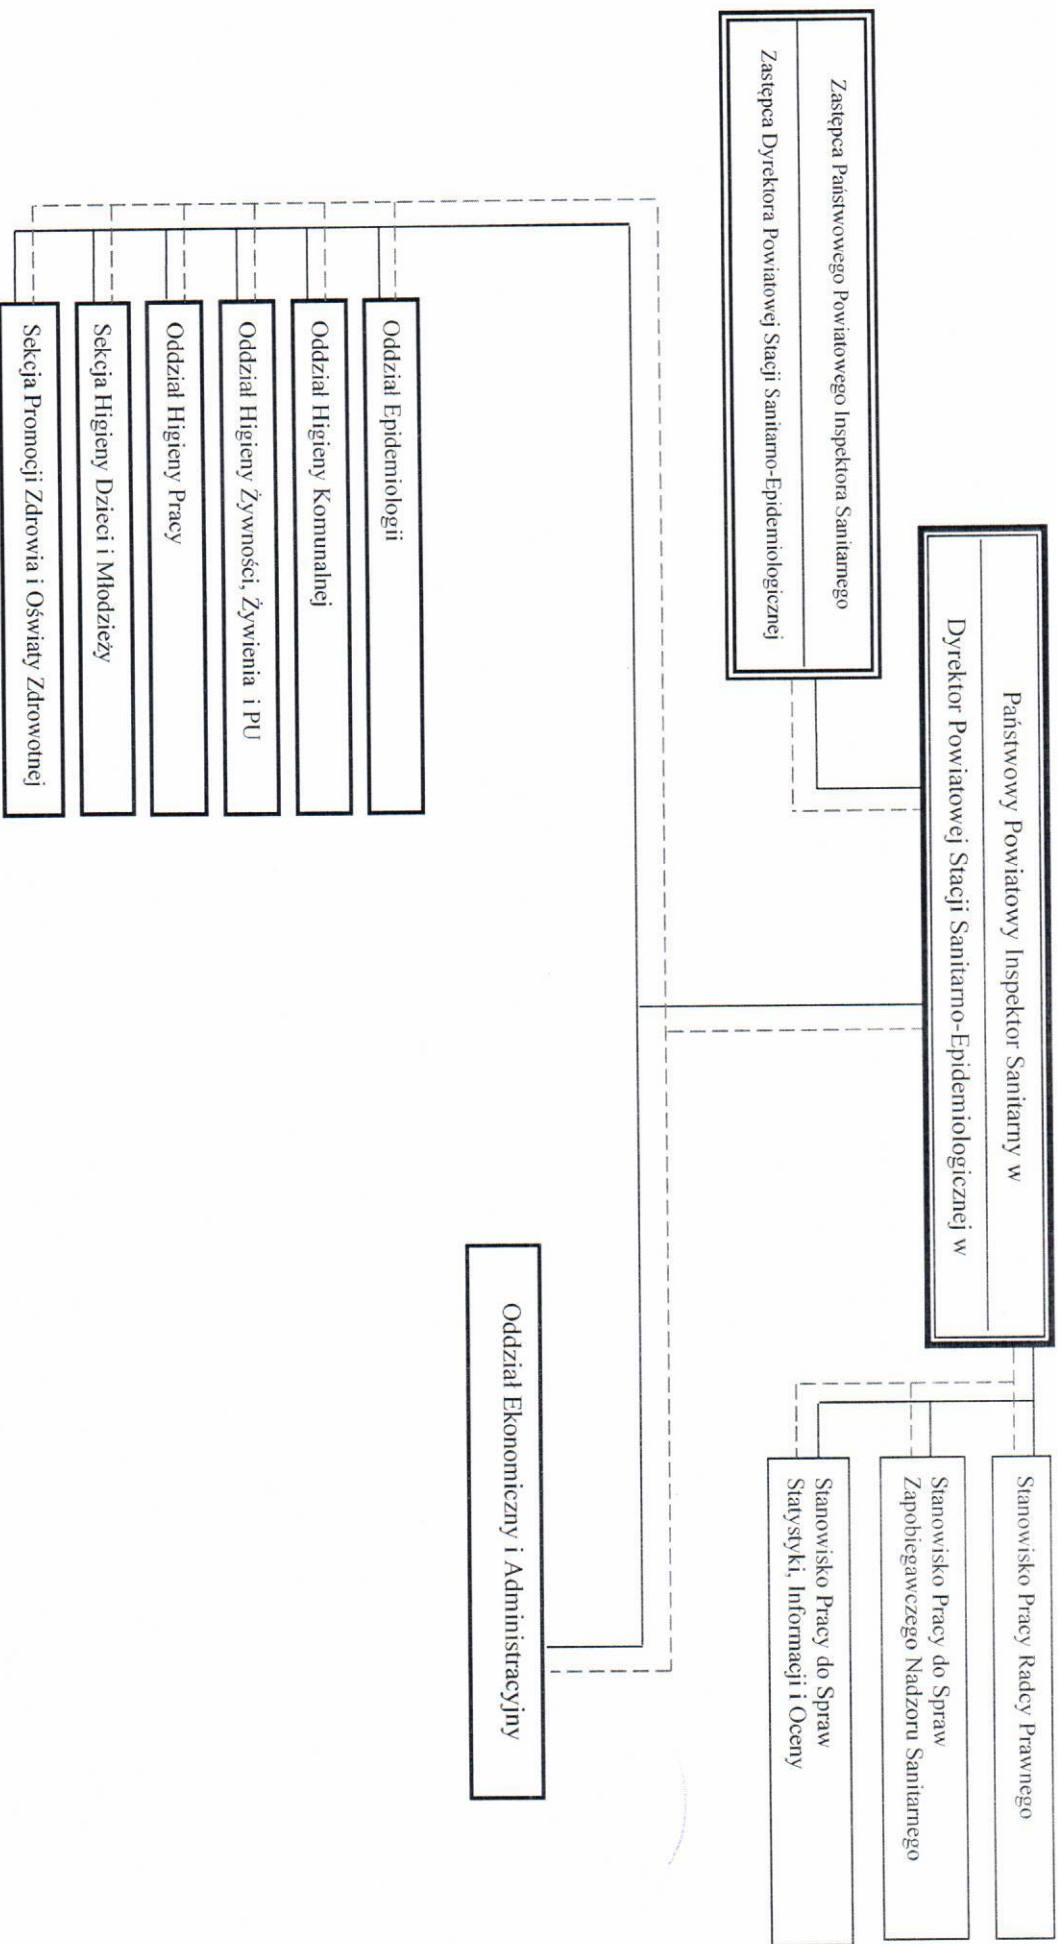 Państwowy Powiatowy Inspektor Sanitarny w
Dyrektor Powiatowej Stacji Sanitarno-Epidemiologicznej w
Zastępca Państwowego Powiatowego Inspektora Sanitarnego
Zastępca Dyrektora Powiatowej Stacji Sanitarno-Epidemiologicznej
Stanowisko Pracy Radcy Prawnego
Stanowisko Pracy do Spraw
Zapobiegawczego Nadzoru Sanitarnego
Stanowisko Pracy do Spraw
Statystyki, Informacji i Oceny
Oddział Epidemiologii
Oddział Higieny Komunalnej
Oddział Higieny Żywności, Żywienia i PU
Oddział Higieny Pracy
Sekcja Higieny Dzieci i Młodzieży
Sekcja Promocji Zdrowia i Oświaty Zdrowotnej
Oddział Ekonomiczny i Administracyjny